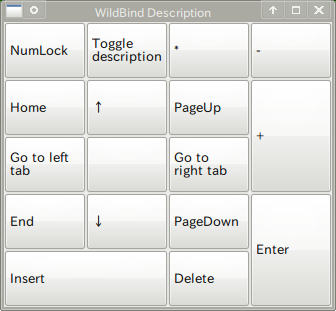 WildBind Description
NumLock
Toggle
description
*
-
Home
↑
PageUp
+
Go to left
tab
Go to
right tab
End
↓
PageDown
Enter
Insert
Delete